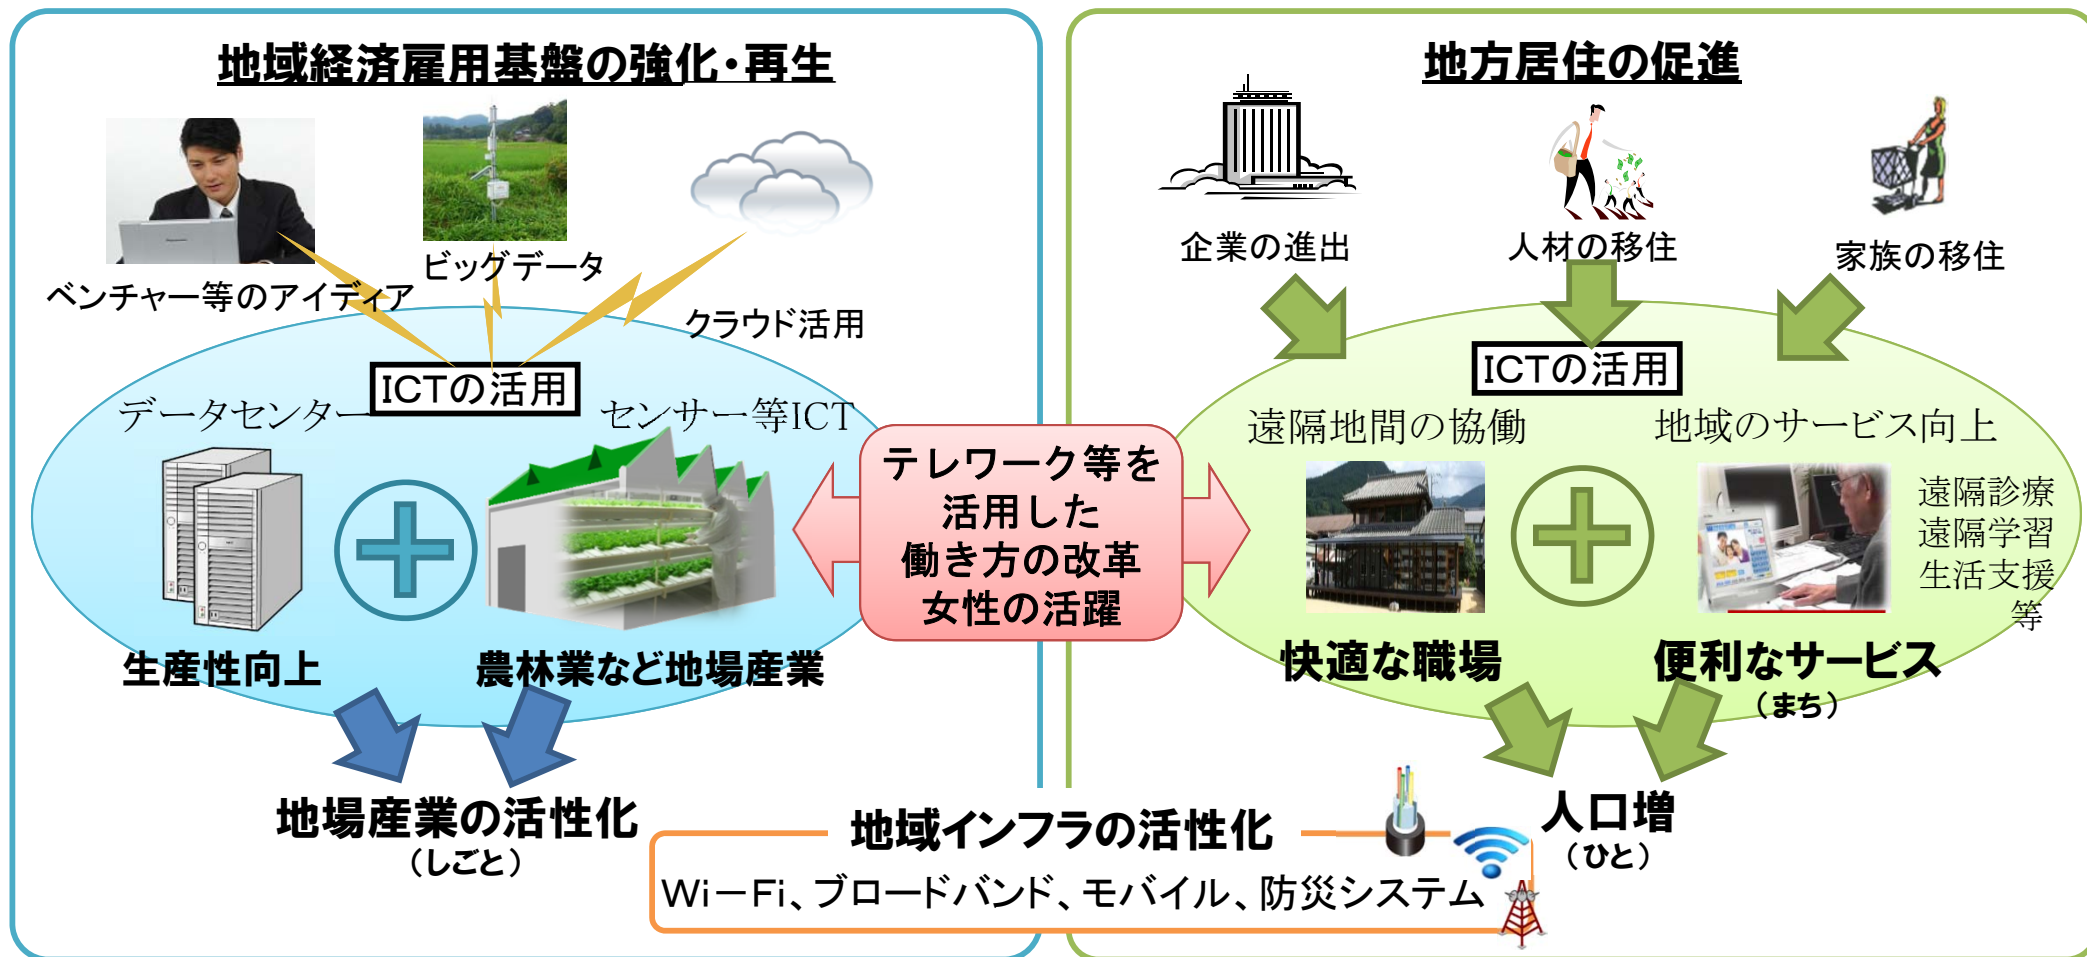 地域経済雇用基盤の強化・再生
ベンチャー等のアイディア
ビッグデータ
クラウド活用
ICTの活用
データセンター
センサー等ICT
生産性向上
農林業など地場産業
地場産業の活性化
（しごと）
テレワーク等を
活用した
働き方の改革
女性の活躍
地方居住の促進
企業の進出
人材の移住
家族の移住
ICTの活用
遠隔地間の協働
地域のサービス向上
遠隔診療
遠隔学習
生活支援
等
快適な職場
便利なサービス
（まち）
人口増
（ひと）
地域インフラの活性化
Wi－Fi、ブロードバンド、モバイル、防災システム